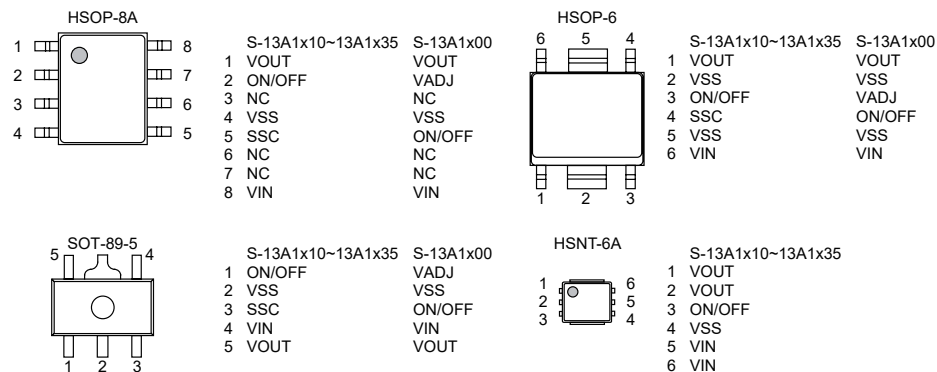 HSOP-8A
1 8
2 7
3 6
4 5
S-13A1x10~13A1x35 S-13A1x00
1 VOUT VOUT
2 ON/OFF VADJ
3 NC NC
4 VSS VSS
5 SSC ON/OFF
6 NC NC
7 NC NC
8 VIN VIN
HSOP-6
6 5 4
1 2 3
S-13A1x10~13A1x35 S-13A1x00
1 VOUT VOUT
2 VSS VSS
3 ON/OFF VADJ
4 SSC ON/OFF
5 VSS VSS
6 VIN VIN
SOT-89-5
5 4
1 2 3
S-13A1x10~13A1x35 S-13A1x00
1 ON/OFF VADJ
2 VSS VSS
3 SSC ON/OFF
4 VIN VIN
5 VOUT VOUT
HSNT-6A
1 6
2 5
3 4
S-13A1x10~13A1x35
1 VOUT
2 VOUT
3 ON/OFF
4 VSS
5 VIN
6 VIN